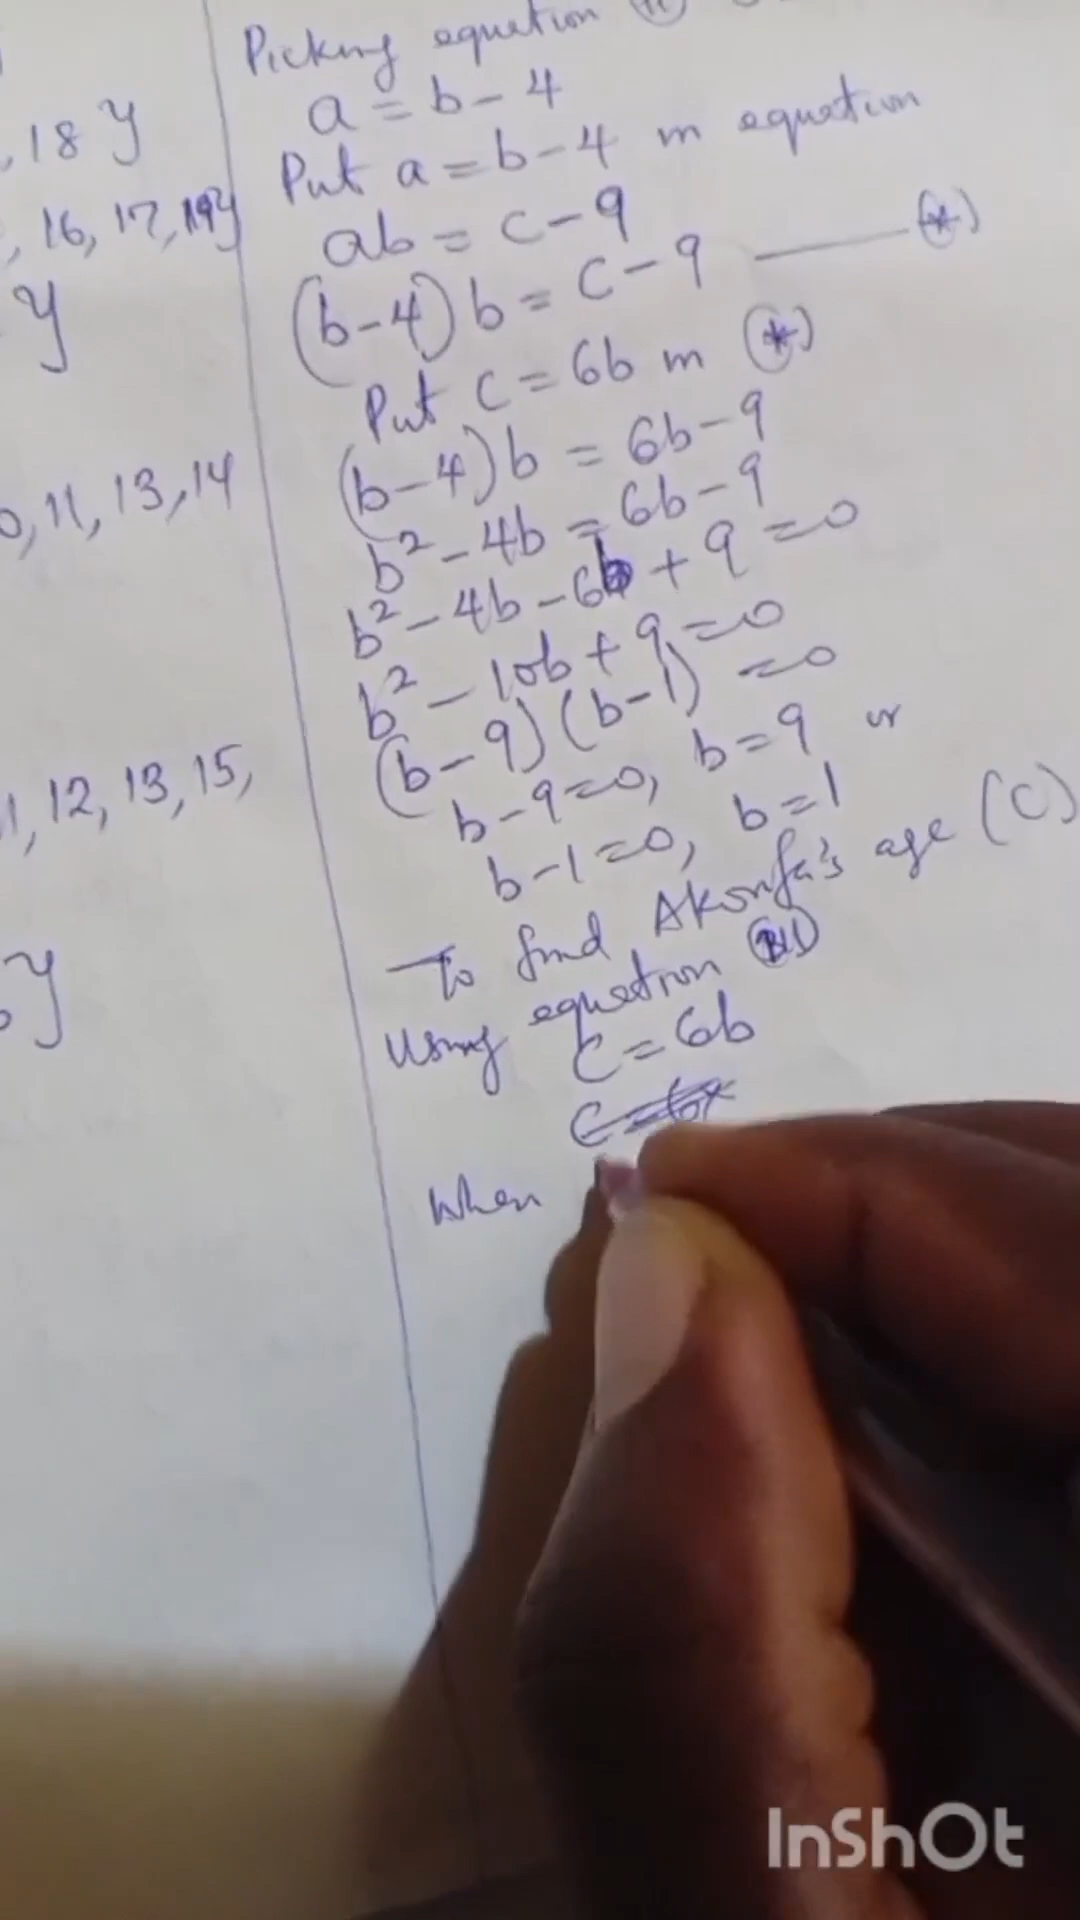 , 18 }
, 16, 17, 19}
}
0, 11, 13, 14
1, 12, 13, 15,
}
Picking equation (11)
a = b - 4
Put a = b - 4 in equation
ab = c - 9
(b - 4) b = c - 9 —— (*)
Put c = 6b in (*)
(b - 4) b = 6b - 9
b² - 4b = 6b - 9
b² - 4b - 6b + 9 = 0
b² - 10b + 9 = 0
(b - 9) (b - 1) = 0
b - 9 = 0, b = 9 or
b - 1 = 0, b = 1
To find Akonfa's age (C)
Using equation
C = 6b
When
InShOt